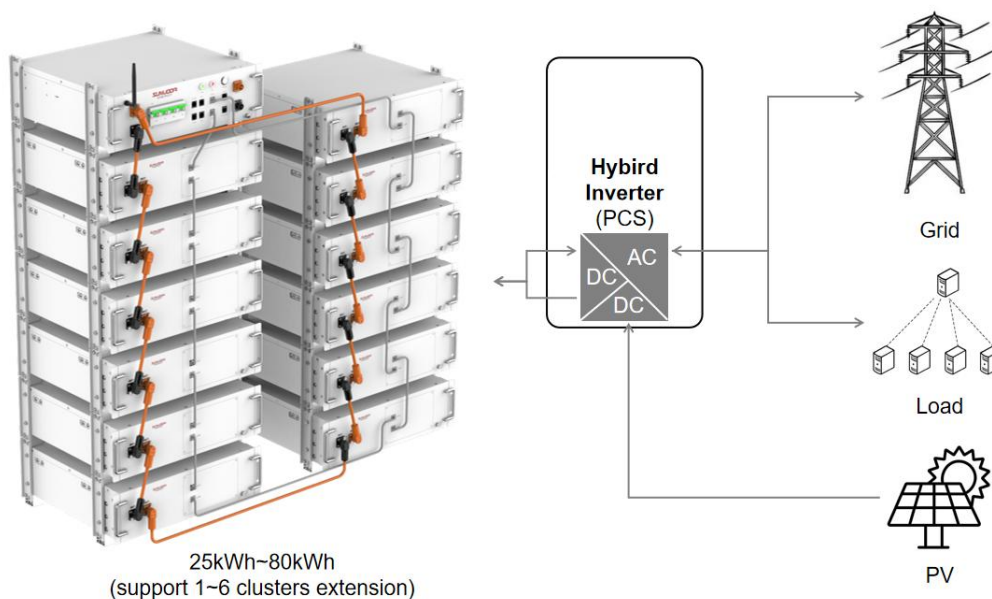 Hybird
Inverter
(PCS)
AC
DC
DC
Grid
Load
PV
25kWh~80kWh
(support 1~6 clusters extension)